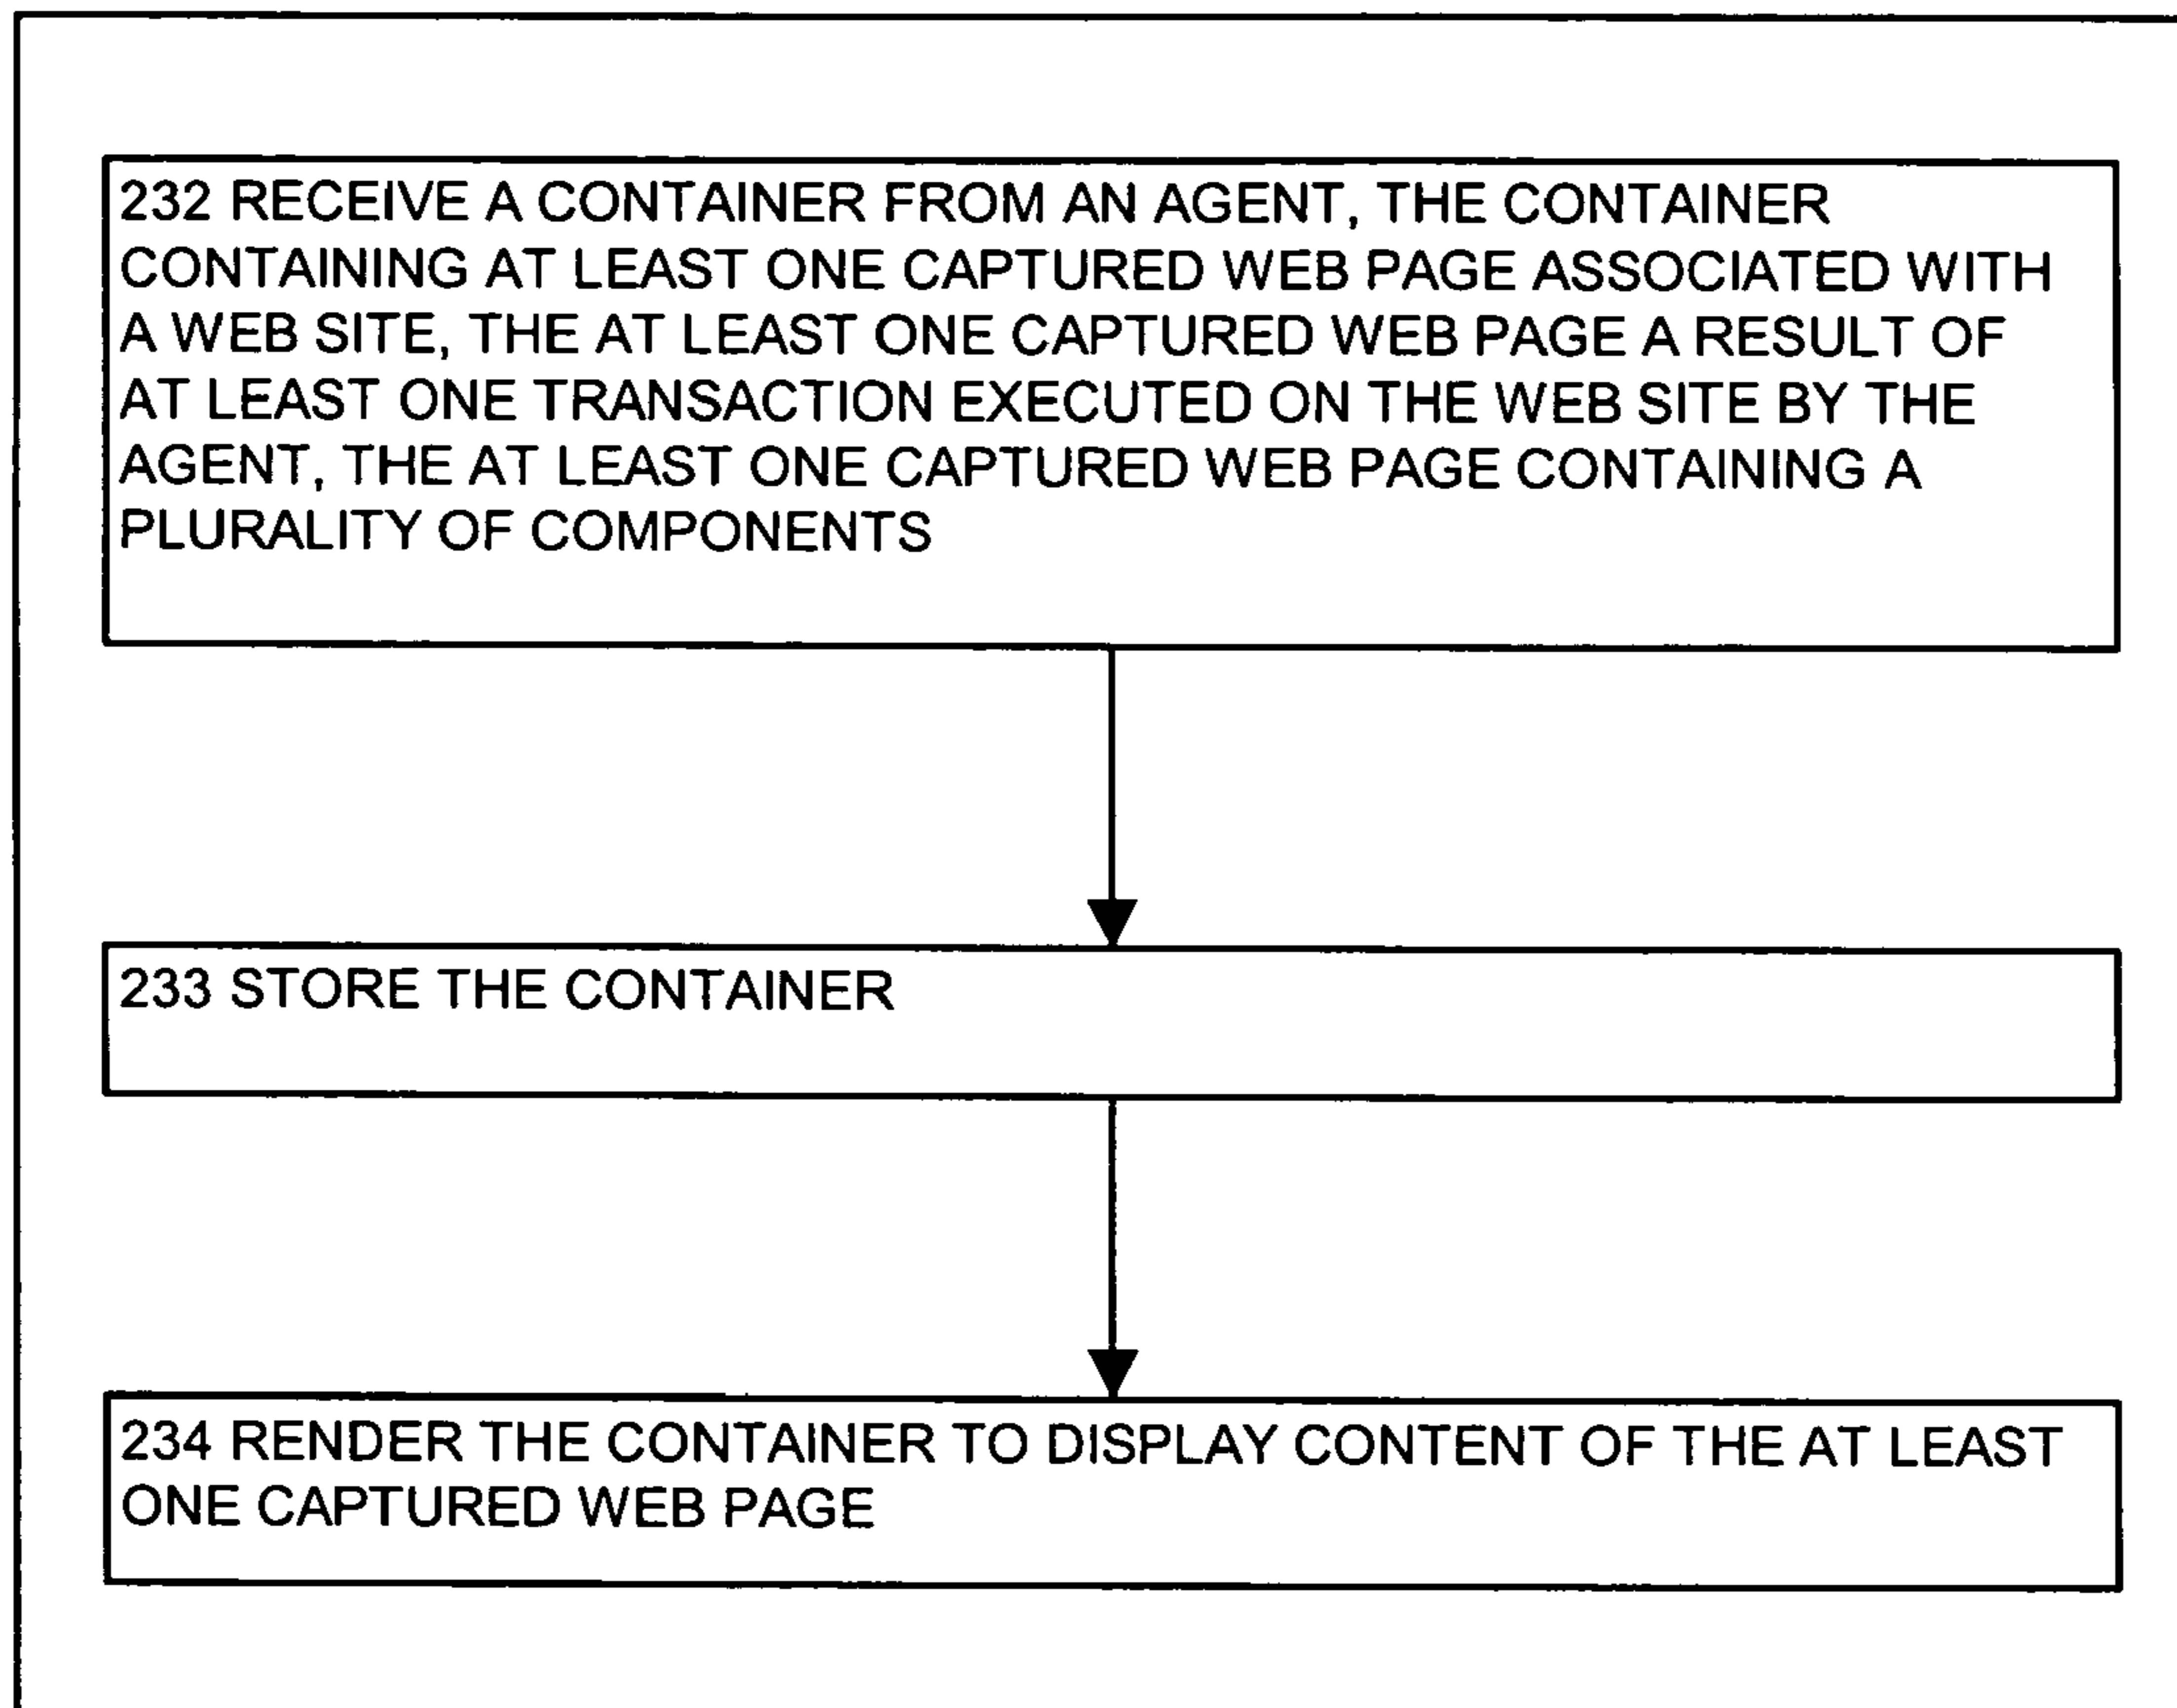 232 RECEIVE A CONTAINER FROM AN AGENT, THE CONTAINER
CONTAINING AT LEAST ONE CAPTURED WEB PAGE ASSOCIATED WITH
A WEB SITE, THE AT LEAST ONE CAPTURED WEB PAGE A RESULT OF
AT LEAST ONE TRANSACTION EXECUTED ON THE WEB SITE BY THE
AGENT, THE AT LEAST ONE CAPTURED WEB PAGE CONTAINING A
PLURALITY OF COMPONENTS
233 STORE THE CONTAINER
234 RENDER THE CONTAINER TO DISPLAY CONTENT OF THE AT LEAST
ONE CAPTURED WEB PAGE